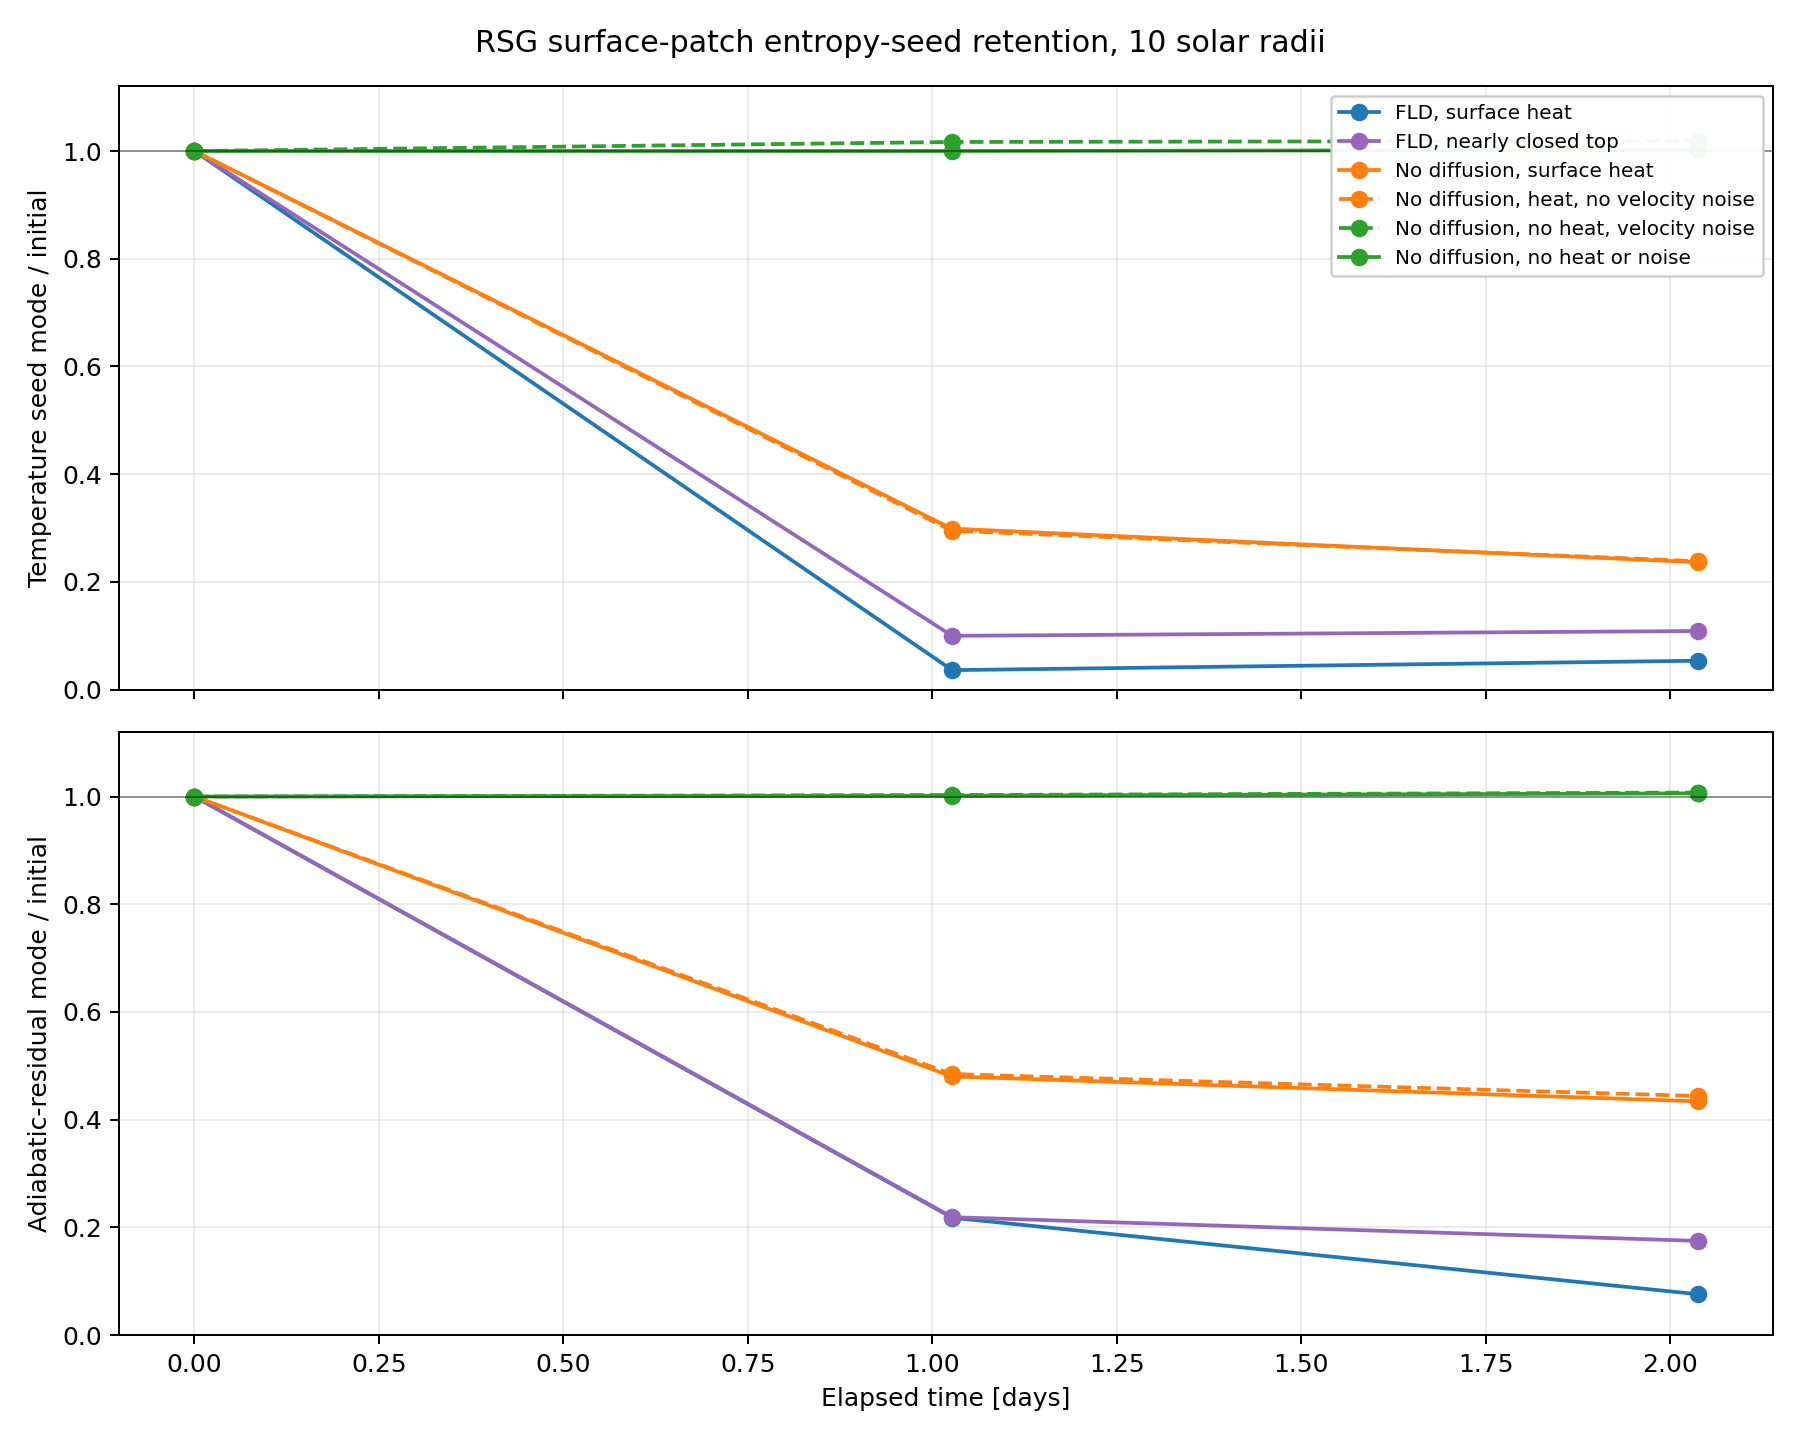 RSG surface-patch entropy-seed retention, 10 solar radii
Temperature seed mode / initial
1.0
0.8
0.6
0.4
0.2
0.0
FLD, surface heat
FLD, nearly closed top
No diffusion, surface heat
No diffusion, heat, no velocity noise
No diffusion, no heat, velocity noise
No diffusion, no heat or noise
Adiabatic-residual mode / initial
1.0
0.8
0.6
0.4
0.2
0.0
0.00 0.25 0.50 0.75 1.00 1.25 1.50 1.75 2.00
Elapsed time [days]